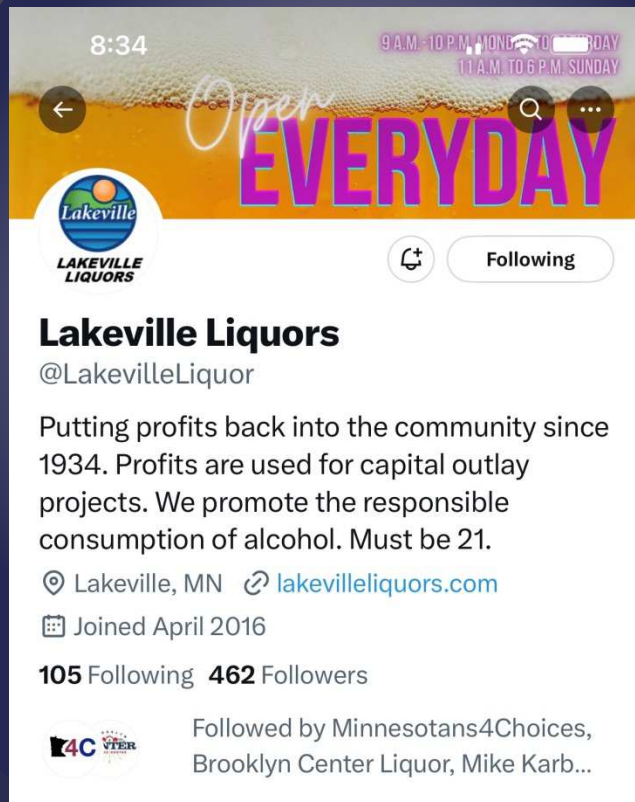 8:34
9 A.M.-10 P.M. MOND
11 A.M. TO 6 P.M. SUNDAY
Open
EVERYDAY
Lakeville
LAKEVILLE
LIQUORS
Following
Lakeville Liquors
@LakevilleLiquor
Putting profits back into the community since
1934. Profits are used for capital outlay
projects. We promote the responsible
consumption of alcohol. Must be 21.
Lakeville, MN lakevilleliquors.com
Joined April 2016
105 Following 462 Followers
4C
Followed by Minnesotans4Choices,
Brooklyn Center Liquor, Mike Karb...